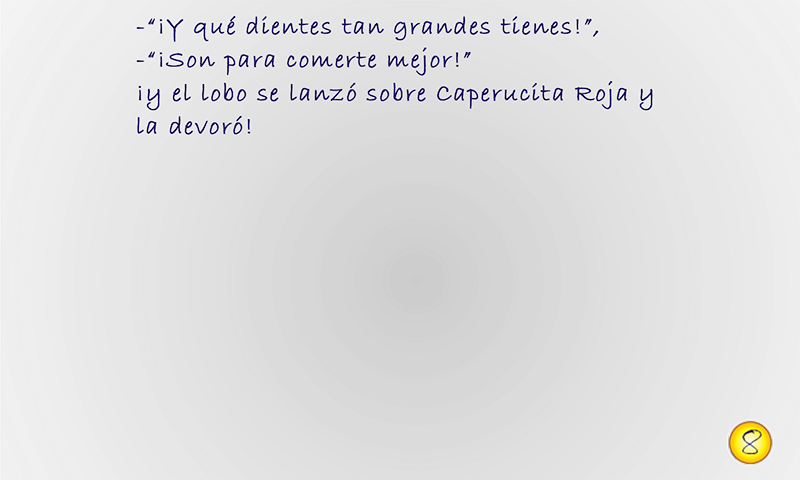 -“¡Y qué dientes tan grandes tienes!”,
-“¡Son para comerte mejor!”
¡y el lobo se lanzó sobre Caperucita Roja y
la devoró!
8